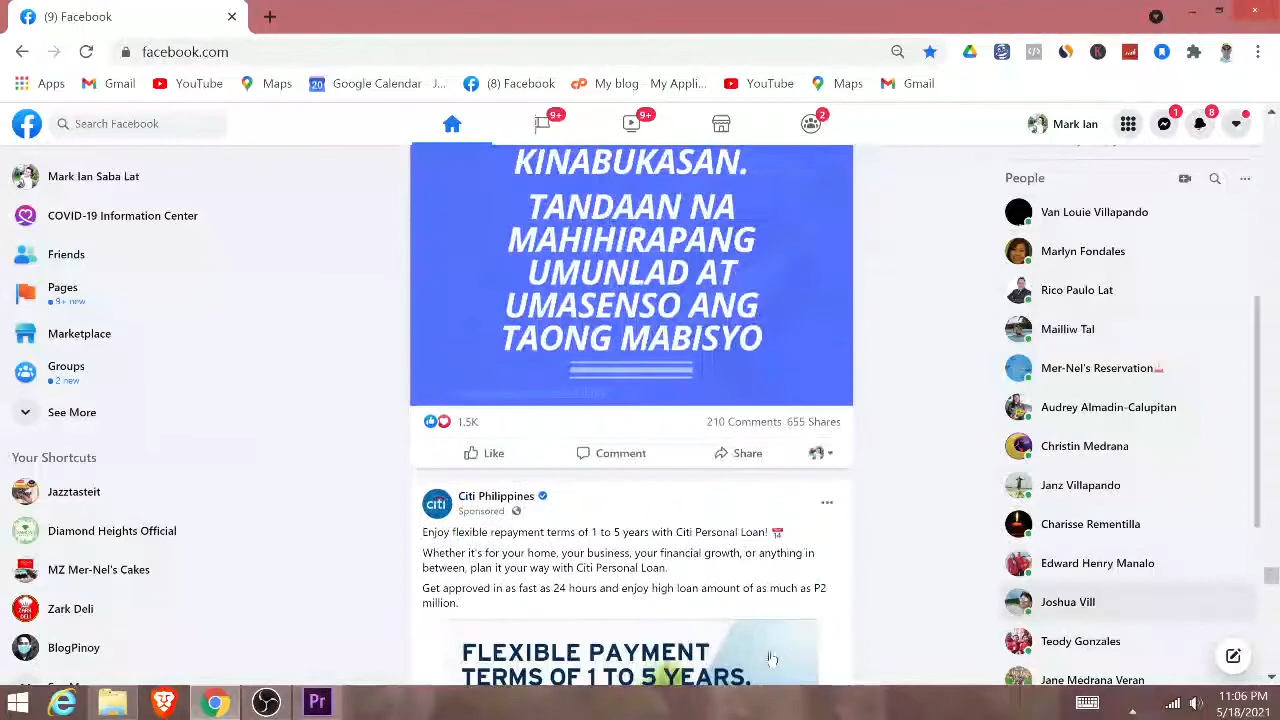 (9) Facebook
facebook.com
Apps
Gmail
YouTube
Maps
20
Google Calendar - J...
(8) Facebook
My blog - My Appli...
YouTube
Maps
Gmail
Search Facebook
9+
9+
2
Mark Ian
1
8
Mark Ian Saba Lat
COVID-19 Information Center
Friends
Pages
9+ new
Marketplace
Groups
2 new
See More
Your Shortcuts
Jazztasteit
Diamond Heights Official
MZ Mer-Nel's Cakes
Zark Deli
BlogPinoy
KINABUKASAN.
TANDAAN NA
MAHIHIRAPANG
UMUNLAD AT
UMASENSO ANG
TAONG MABISYO
1.5K
210 Comments 655 Shares
Like
Comment
Share
citi
Citi Philippines
Sponsored
Enjoy flexible repayment terms of 1 to 5 years with Citi Personal Loan!
Whether it's for your home, your business, your financial growth, or anything in
between, plan it your way with Citi Personal Loan.
Get approved in as fast as 24 hours and enjoy high loan amount of as much as P2
million.
FLEXIBLE PAYMENT
TERMS OF 1 TO 5 YEARS.
People
Van Louie Villapando
Marlyn Fondales
Rico Paulo Lat
Mailliw Tal
Mer-Nel's Reservation
Audrey Almadin-Calupitan
Christin Medrana
Janz Villapando
Charisse Rementilla
Edward Henry Manalo
Joshua Vill
Teody Gonzales
Jane Medrana Veran
Pr
11:06 PM
5/18/2021